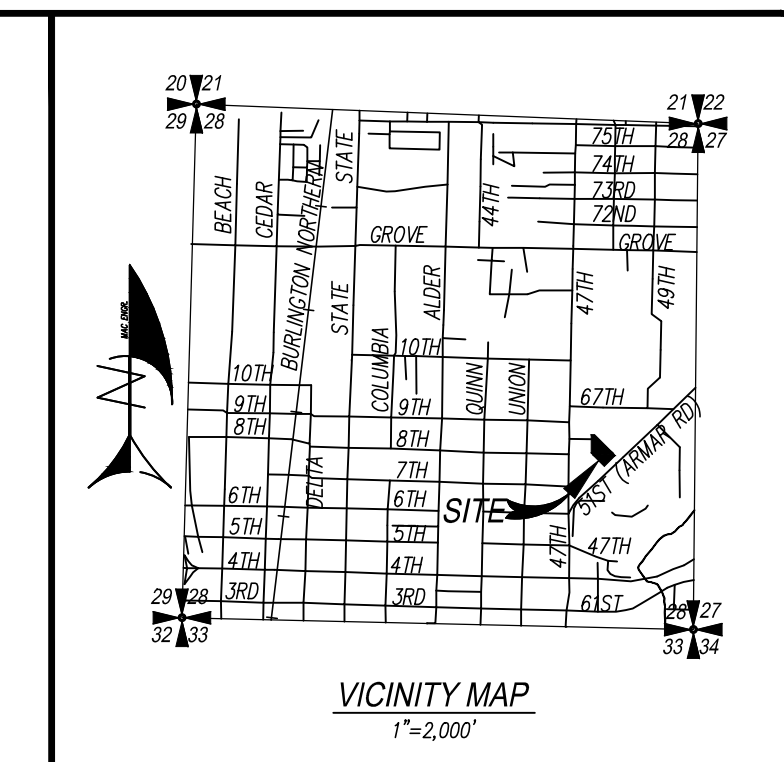 20 21
29 28
21 22
28 27
75TH
74TH
73RD
72ND
BEACH
CEDAR
BURLINGTON NORTHERM
STATE
44TH
GROVE
GROVE
MAC ENGR.
N
STATE
COLUMBIA
ALDER
47TH
49TH
10TH
10TH
QUINN
UNION
67TH
9TH
9TH
8TH
8TH
7TH
DELTA
6TH
6TH
SITE
51ST (ARMAR RD)
5TH
5TH
47TH
47TH
4TH
4TH
3RD
3RD
61ST
29 28
32 33
28 27
33 34
VICINITY MAP
1"=2,000'